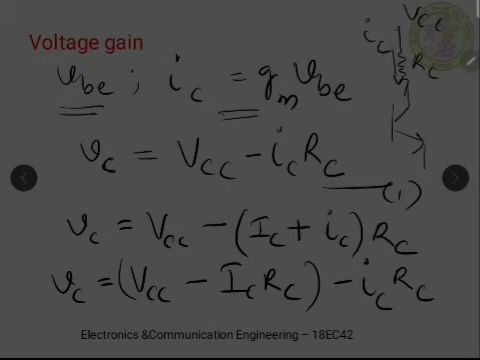 Voltage gain
VCC
ic
RC
vbe ; ic = gm vbe
vc = VCC - ic RC
(1)
vc = Vcc - (Ic + ic) RC
vc = (Vcc - Ic RC) - ic RC
Electronics &Communication Engineering – 18EC42